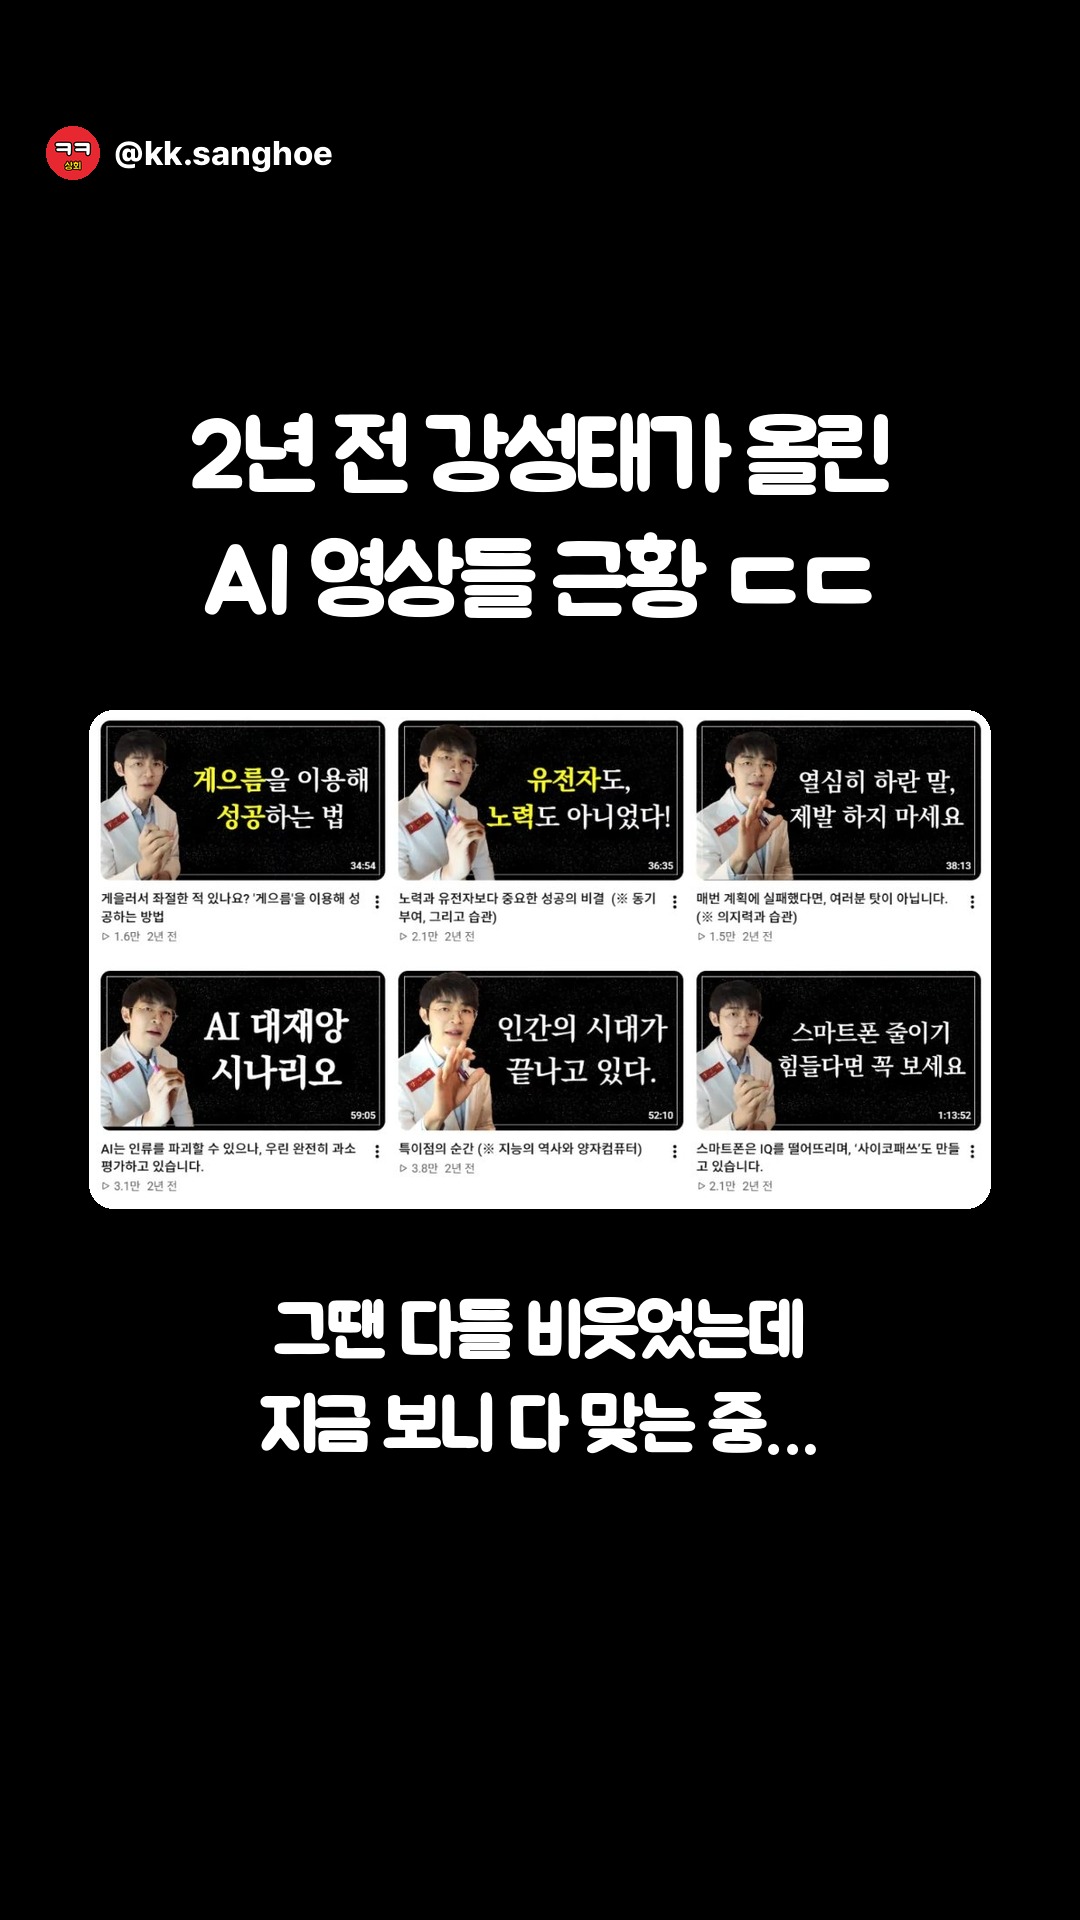 ㅋㅋ
상회
@kk.sanghoe
2년 전 강성태가 올린
AI 영상들 근황 ㄷㄷ
게으름을 이용해
성공하는 법
34:54
게을러서 좌절한 적 있나요? '게으름'을 이용해 성
공하는 방법
1.6만 2년 전
유전자도,
노력도 아니었다!
36:35
노력과 유전자보다 중요한 성공의 비결 (※ 동기
부여, 그리고 습관)
2.1만 2년 전
열심히 하란 말,
제발 하지 마세요
38:13
매번 계획에 실패했다면, 여러분 탓이 아닙니다.
(※ 의지력과 습관)
1.5만 2년 전
AI 대재앙
시나리오
59:05
AI는 인류를 파괴할 수 있으나, 우린 완전히 과소
평가하고 있습니다.
3.1만 2년 전
인간의 시대가
끝나고 있다.
52:10
특이점의 순간 (※ 지능의 역사와 양자컴퓨터)
3.8만 2년 전
스마트폰 줄이기
힘들다면 꼭 보세요
1:13:52
스마트폰은 IQ를 떨어뜨리며, '사이코패쓰'도 만들
고 있습니다.
2.1만 2년 전
그땐 다들 비웃었는데
지금 보니 다 맞는 중...